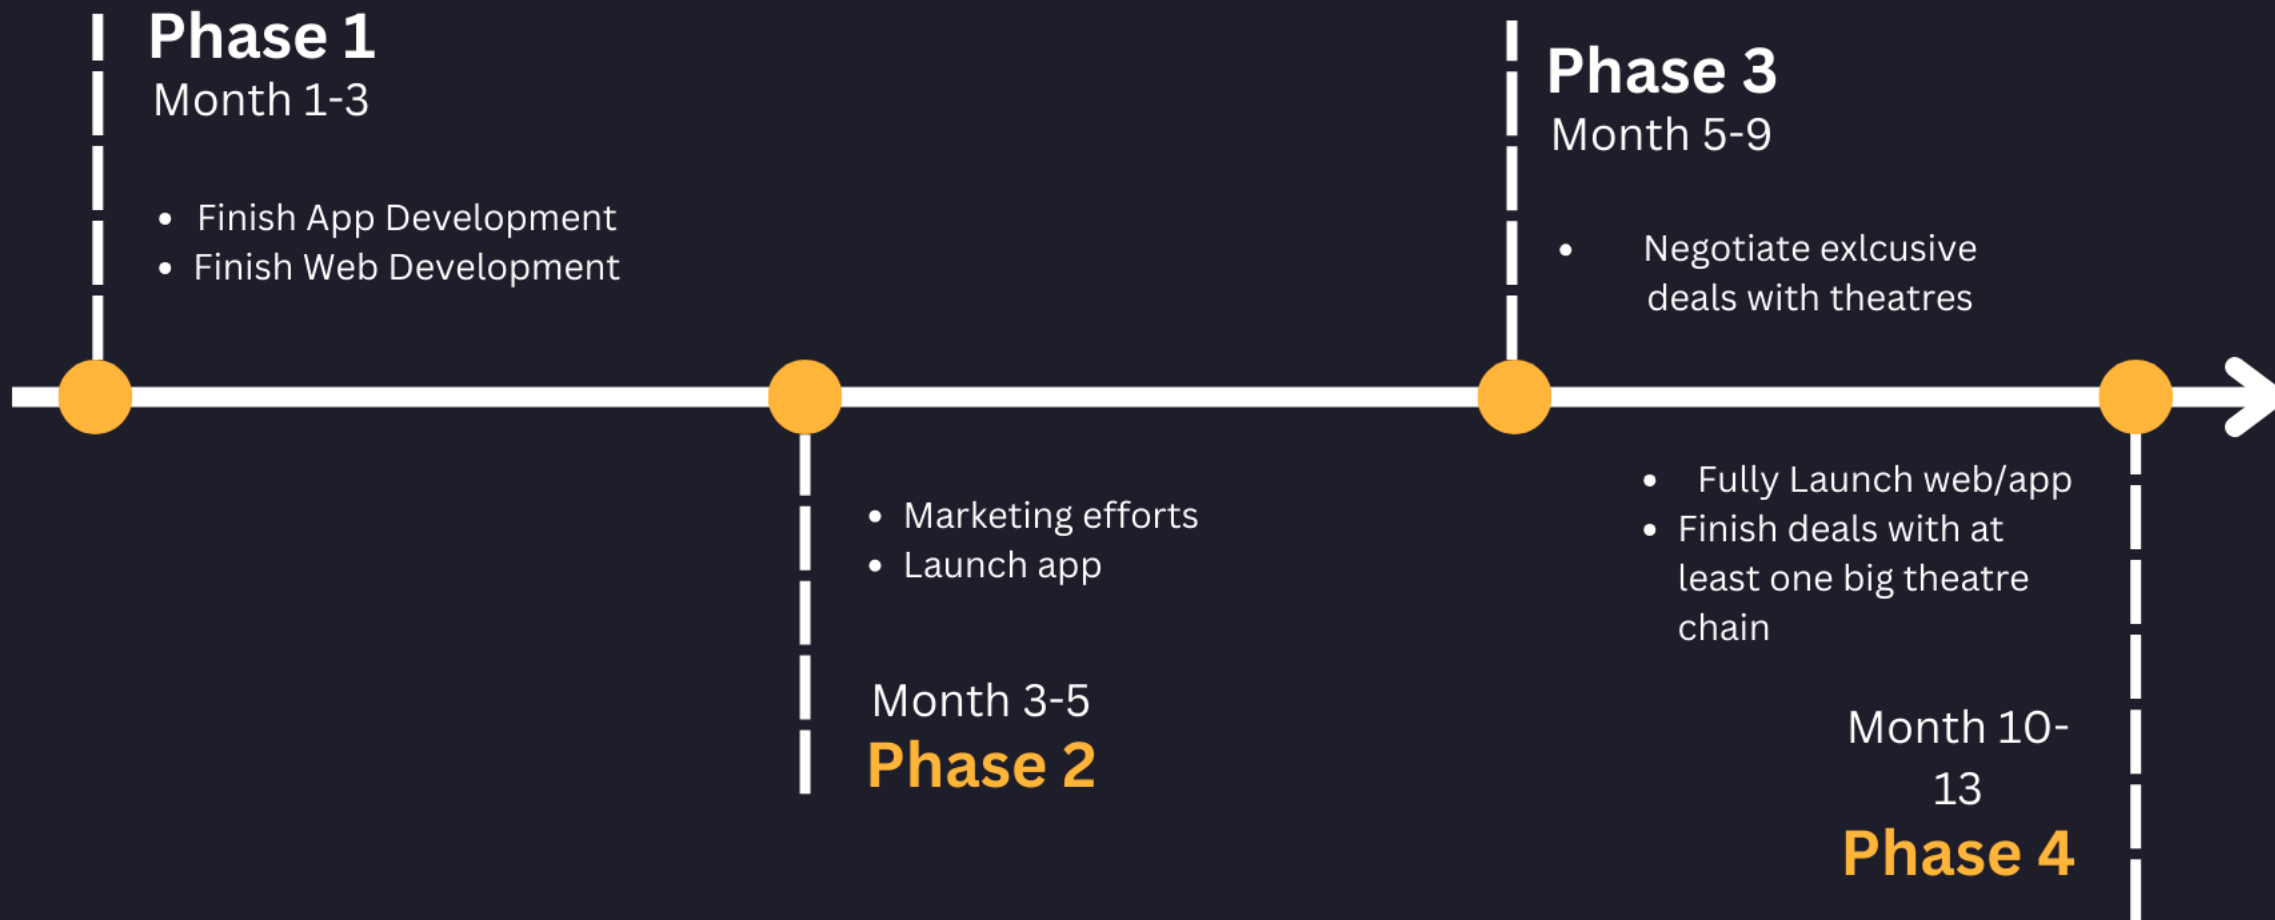 Phase 1
Month 1-3
• Finish App Development
• Finish Web Development
• Marketing efforts
• Launch app
Month 3-5
Phase 2
Phase 3
Month 5-9
• Negotiate exlcusive
deals with theatres
• Fully Launch web/app
• Finish deals with at
least one big theatre
chain
Month 10-
13
Phase 4